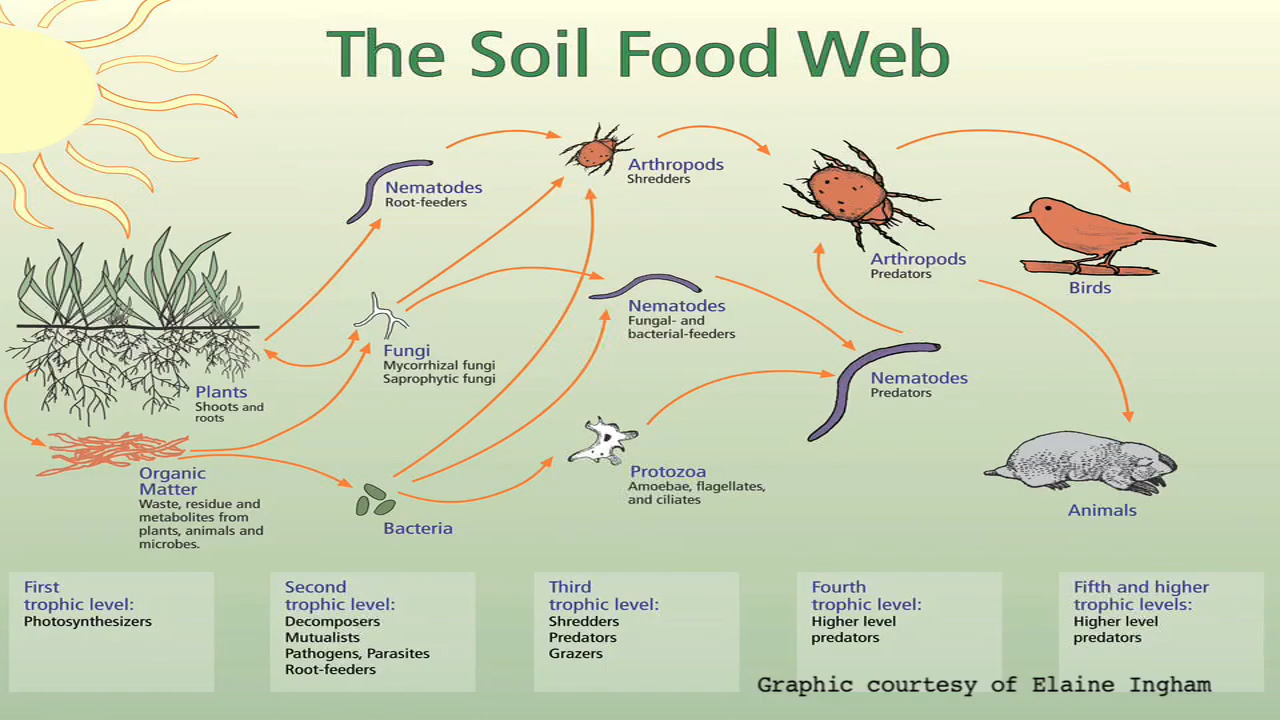 The Soil Food Web
Nematodes
Root-feeders
Arthropods
Shredders
Arthropods
Predators
Birds
Nematodes
Fungal- and
bacterial-feeders
Fungi
Mycorrhizal fungi
Saprophytic fungi
Plants
Shoots and
roots
Nematodes
Predators
Organic
Matter
Waste, residue and
metabolites from
plants, animals and
microbes.
Bacteria
Protozoa
Amoebae, flagellates,
and ciliates
Animals
First
trophic level:
Photosynthesizers
Second
trophic level:
Decomposers
Mutualists
Pathogens, Parasites
Root-feeders
Third
trophic level:
Shredders
Predators
Grazers
Fourth
trophic level:
Higher level
predators
Fifth and higher
trophic levels:
Higher level
predators
Graphic courtesy of Elaine Ingham